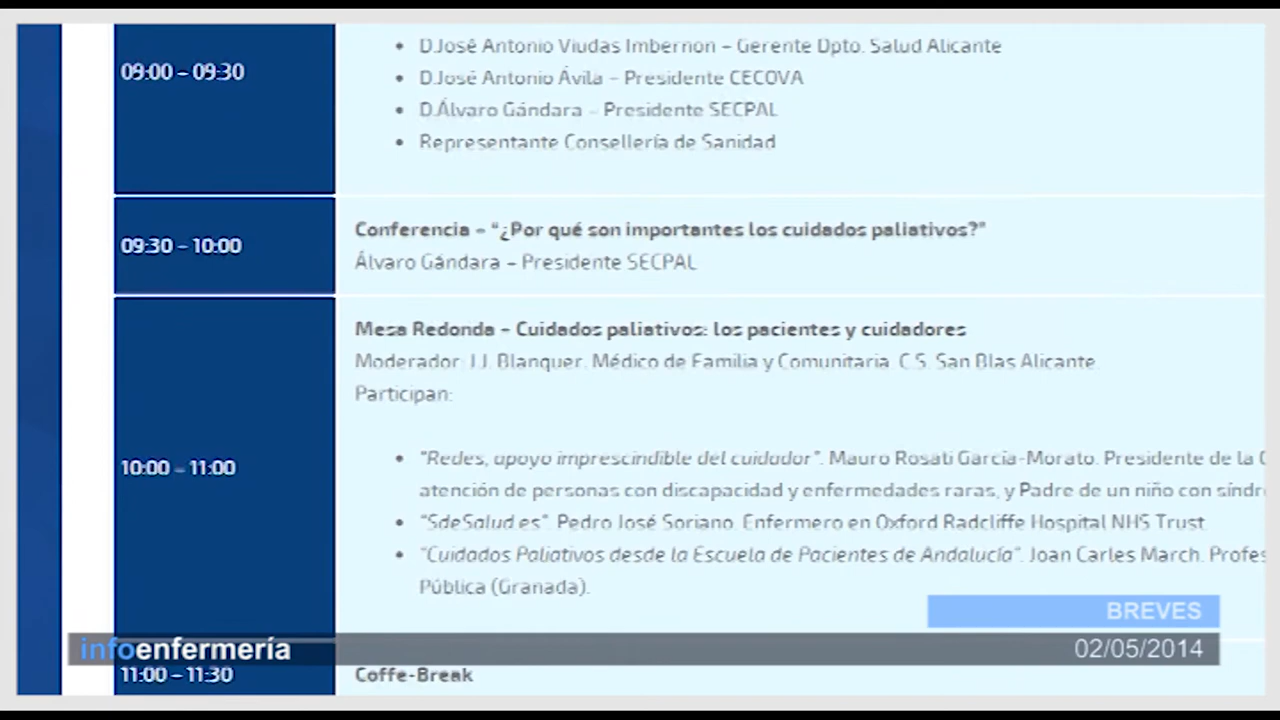 09:00 – 09:30
• D.José Antonio Viudas Imbernon – Gerente Dpto. Salud Alicante
• D.José Antonio Ávila – Presidente CECOVA
• D.Álvaro Gándara – Presidente SECPAL
• Representante Consellería de Sanidad
09:30 – 10:00
Conferencia – “¿Por qué son importantes los cuidados paliativos?”
Álvaro Gándara – Presidente SECPAL
10:00 – 11:00
Mesa Redonda – Cuidados paliativos: los pacientes y cuidadores
Moderador: J.J. Blanquer. Médico de Familia y Comunitaria. C.S. San Blas Alicante.
Participan:
• “Redes, apoyo imprescindible del cuidador”. Mauro Rosati García-Morato. Presidente de la
atención de personas con discapacidad y enfermedades raras, y Padre de un niño con
• “SdeSalud.es”. Pedro José Soriano. Enfermero en Oxford Radcliffe Hospital NHS Trust.
• “Cuidados Paliativos desde la Escuela de Pacientes de Andalucía”. Joan Carles March.
Pública (Granada).
BREVES
infoenfermería
02/05/2014
11:00 – 11:30
Coffe-Break